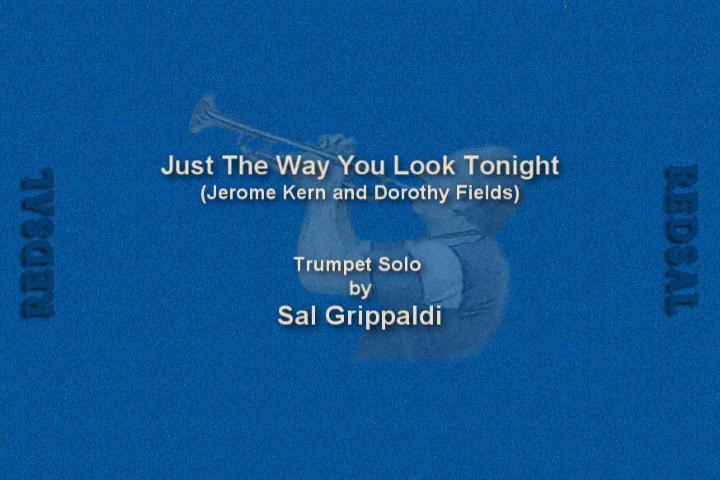 Just The Way You Look Tonight
(Jerome Kern and Dorothy Fields)
REDSAL
REDSAL
Trumpet Solo
by
Sal Grippaldi